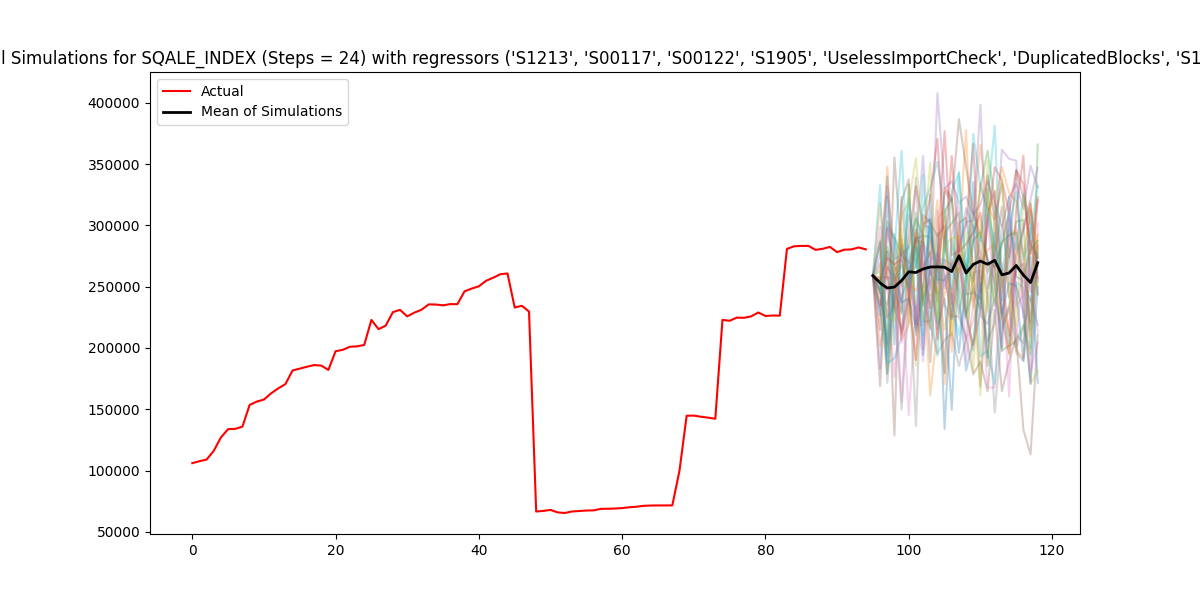 l Simulations for SQALE_INDEX (Steps = 24) with regressors ('S1213', 'S00117', 'S00122', 'S1905', 'UselessImportCheck', 'DuplicatedBlocks', 'S1
Actual
Mean of Simulations
400000
350000
300000
250000
200000
150000
100000
50000
0 20 40 60 80 100 120